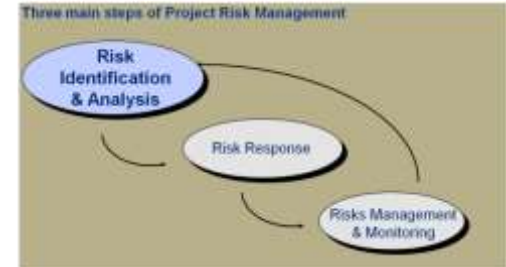 Three main steps of Project Risk Management
Risk
Identification
& Analysis
Risk Response
Risks Management
& Monitoring